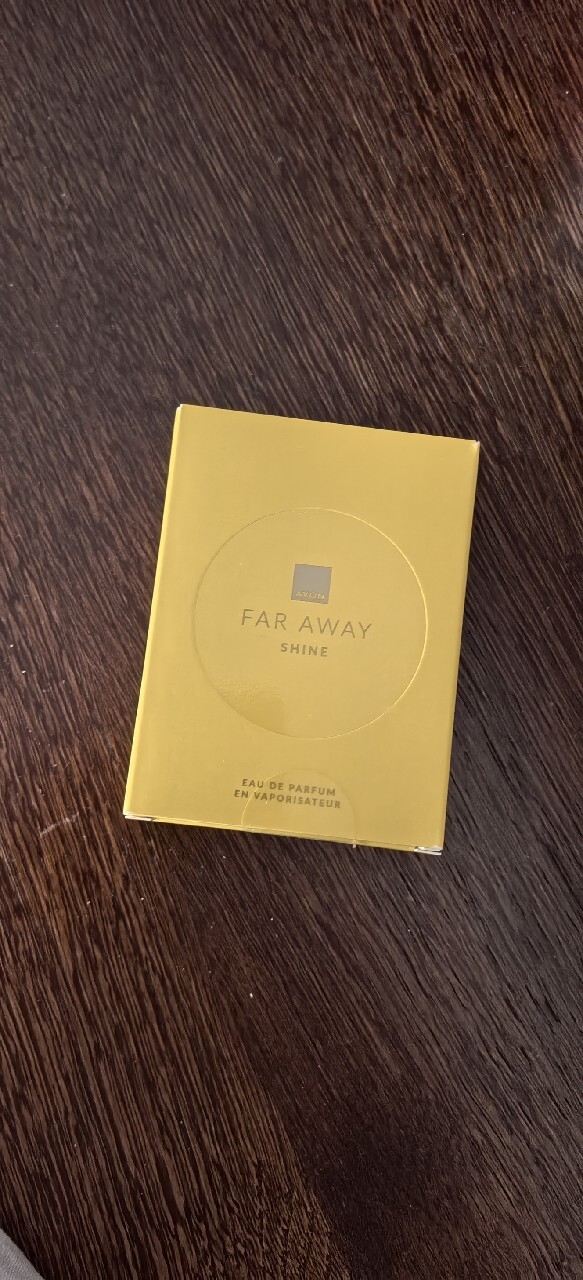 AVON
FAR AWAY
SHINE
EAU DE PARFUM
EN VAPORISATEUR